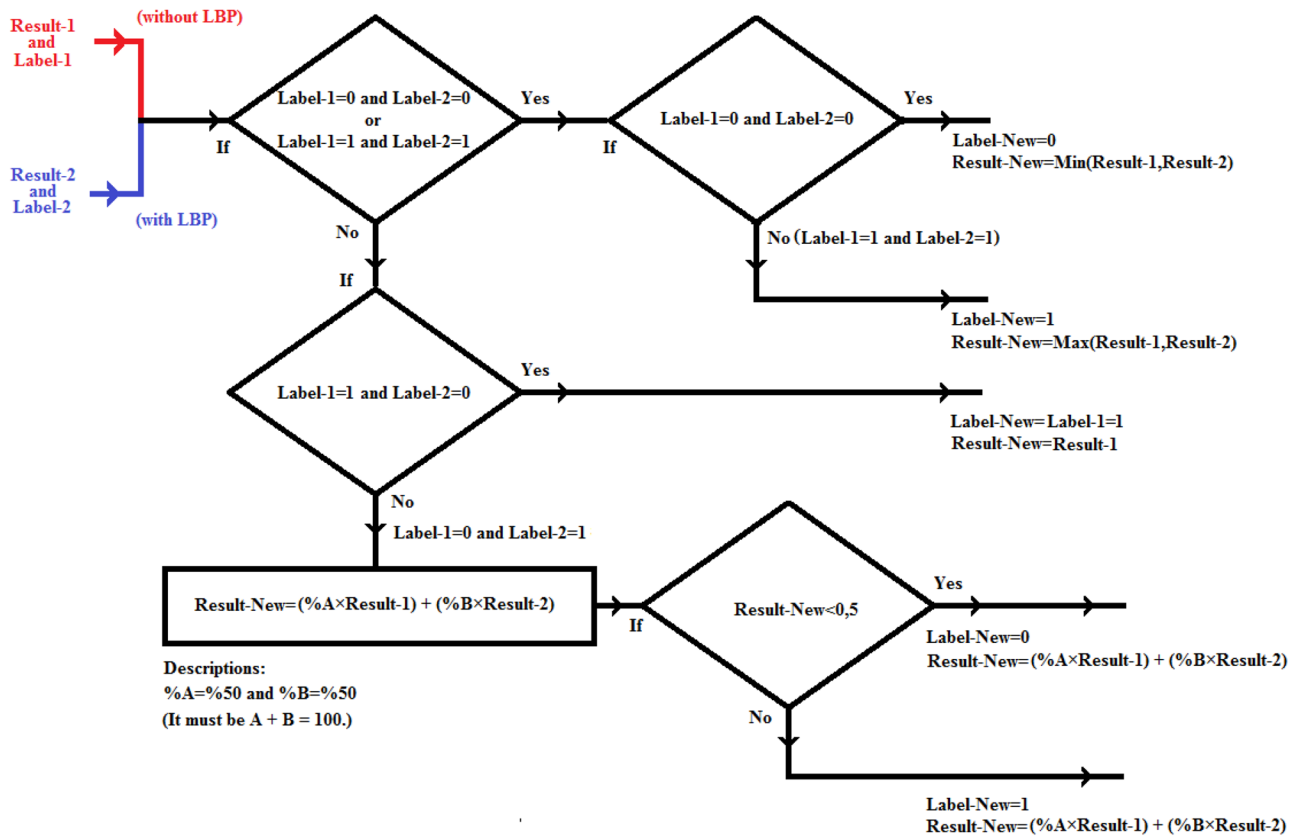 Result-1
and
Label-1
(without LBP)
Result-2
and
Label-2
(with LBP)
If
Label-1=0 and Label-2=0
or
Label-1=1 and Label-2=1
Yes
If
Label-1=0 and Label-2=0
Yes
Label-New=0
Result-New=Min(Result-1,Result-2)
No (Label-1=1 and Label-2=1)
Label-New=1
Result-New=Max(Result-1,Result-2)
No
If
Label-1=1 and Label-2=0
Yes
Label-New=Label-1=1
Result-New=Result-1
No
Label-1=0 and Label-2=1
Result-New=(%A×Result-1) + (%B×Result-2)
If
Result-New<0,5
Yes
Label-New=0
Result-New=(%A×Result-1) + (%B×Result-2)
No
Label-New=1
Result-New=(%A×Result-1) + (%B×Result-2)
Descriptions:
%A=%50 and %B=%50
(It must be A + B = 100.)